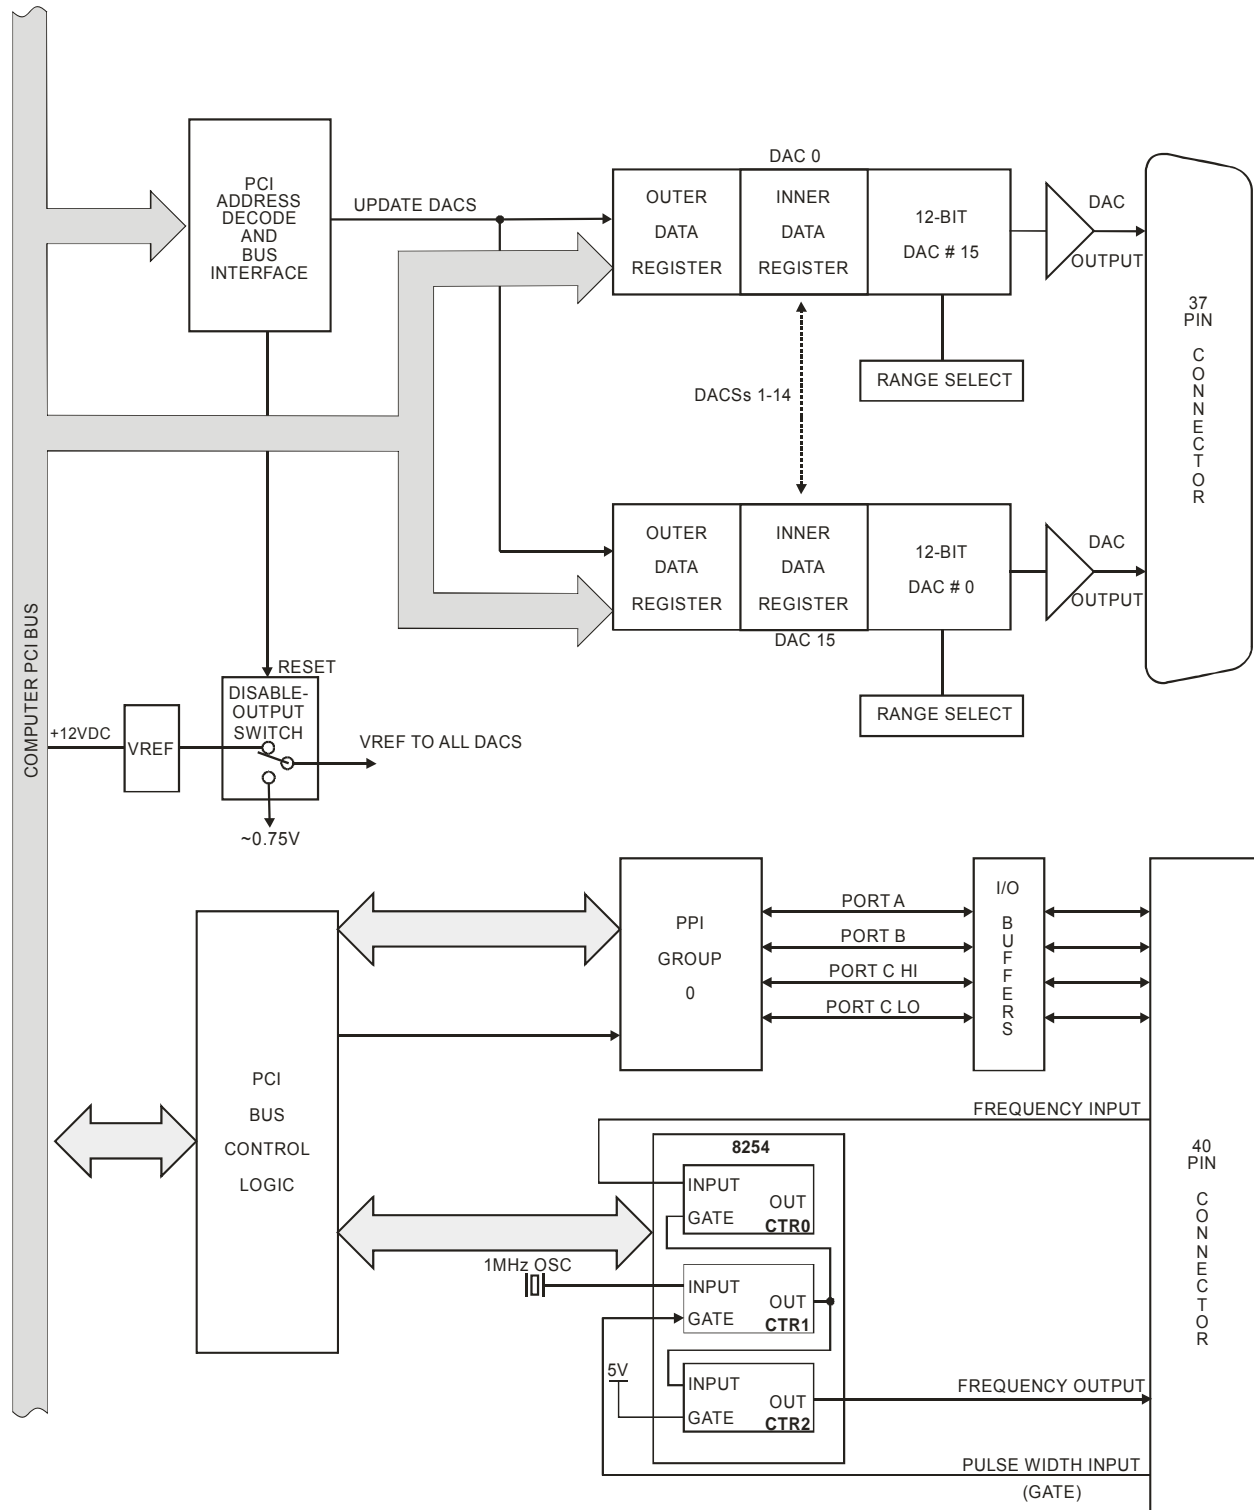 COMPUTER PCI BUS
PCI
ADDRESS
DECODE
AND
BUS
INTERFACE
UPDATE DACS
DAC 0
OUTER
DATA
REGISTER
INNER
DATA
REGISTER
12-BIT
DAC # 15
DAC
OUTPUT
RANGE SELECT
37
PIN
CONNECTOR
DACSs 1-14
OUTER
DATA
REGISTER
INNER
DATA
REGISTER
12-BIT
DAC # 0
DAC
OUTPUT
DAC 15
RANGE SELECT
RESET
DISABLE-
OUTPUT
SWITCH
+12VDC
VREF
VREF TO ALL DACS
~0.75V
PCI
BUS
CONTROL
LOGIC
PPI
GROUP
0
PORT A
PORT B
PORT C HI
PORT C LO
I/O
BUFFERS
FREQUENCY INPUT
8254
INPUT
OUT
GATE
CTR0
1MHz OSC
INPUT
OUT
GATE
CTR1
5V
INPUT
OUT
GATE
CTR2
FREQUENCY OUTPUT
PULSE WIDTH INPUT
(GATE)
40
PIN
CONNECTOR